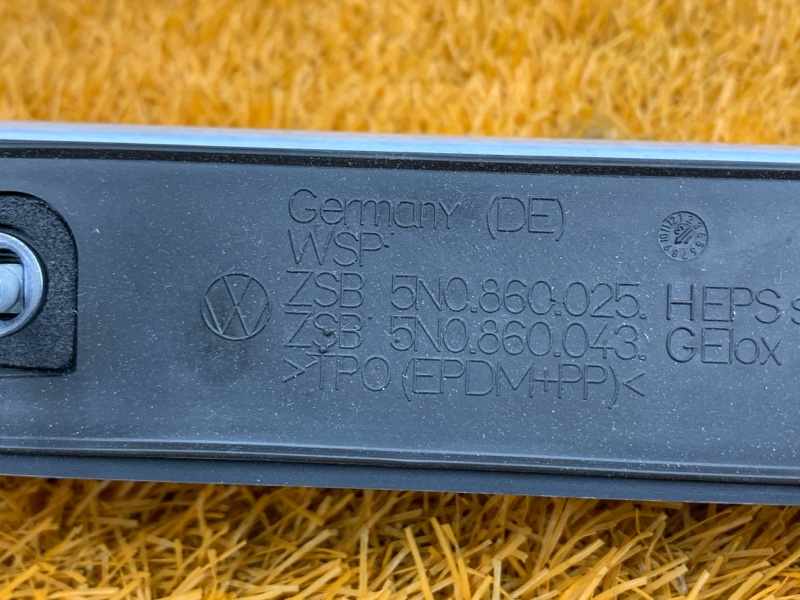 Germany (DE)
WSP:
ZSB 5N0.860.025. HEPS
ZSB 5N0.860.043. GElox
>TPO (EPDM+PP)<